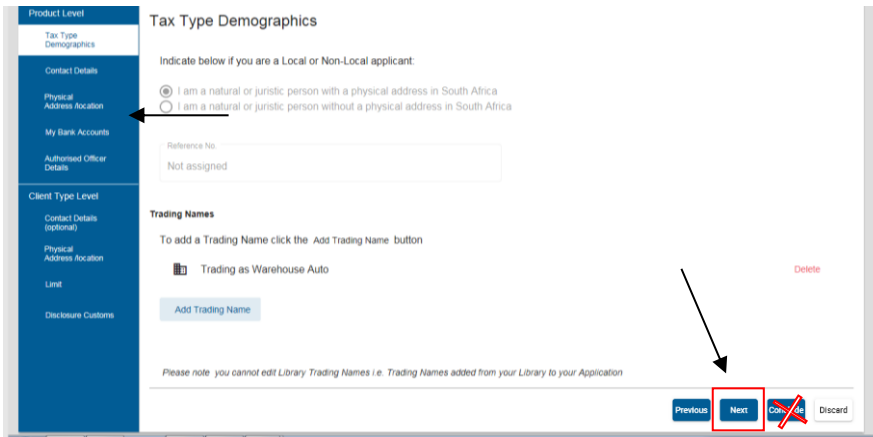 Product Level
Tax Type
Demographics
Contact Details
Physical
Address /location
My Bank Accounts
Authorised Officer
Details
Client Type Level
Contact Details
(optional)
Physical
Address /location
Limit
Disclosure Customs
Tax Type Demographics
Indicate below if you are a Local or Non-Local applicant:
I am a natural or juristic person with a physical address in South Africa
I am a natural or juristic person without a physical address in South Africa
Reference No.
Not assigned
Trading Names
To add a Trading Name click the Add Trading Name button
Trading as Warehouse Auto
Delete
Add Trading Name
Please note you cannot edit Library Trading Names i.e. Trading Names added from your Library to your Application
Previous
Next
Discard